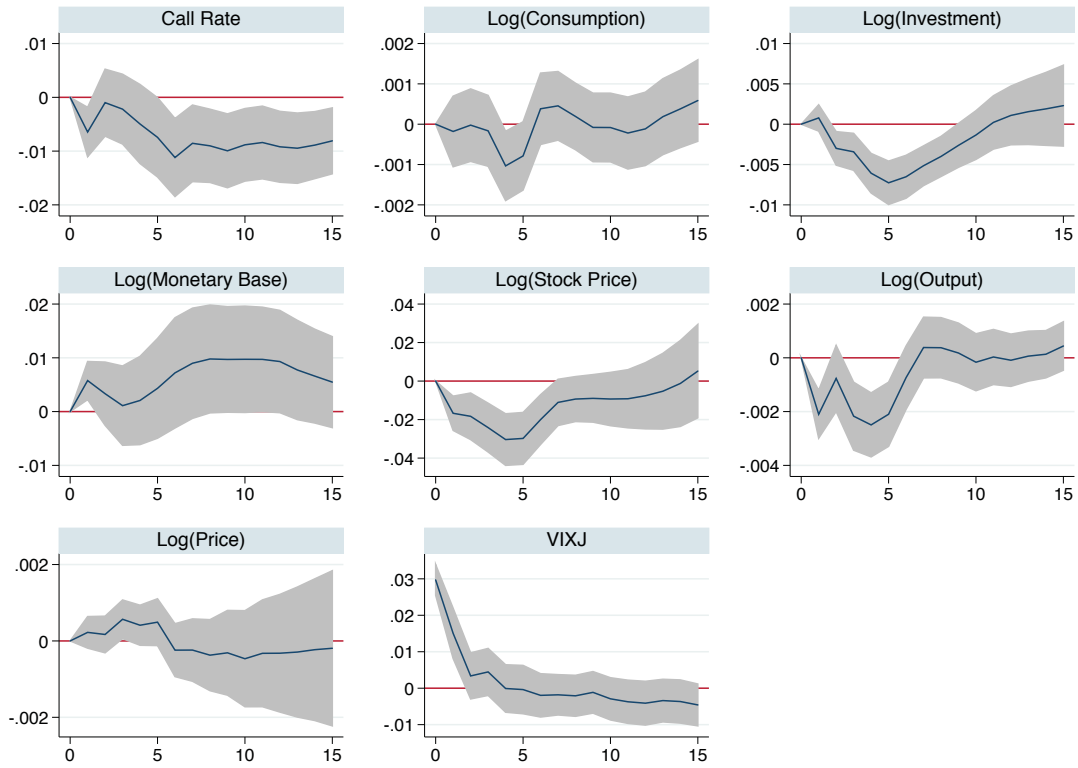 Call Rate
.01
0
-.01
-.02
0 5 10 15
Log(Consumption)
.002
.001
0
-.001
-.002
0 5 10 15
Log(Investment)
.01
.005
0
-.005
-.01
0 5 10 15
Log(Monetary Base)
.02
.01
0
-.01
0 5 10 15
Log(Stock Price)
.04
.02
0
-.02
-.04
0 5 10 15
Log(Output)
.002
0
-.002
-.004
0 5 10 15
Log(Price)
.002
0
-.002
0 5 10 15
VIXJ
.03
.02
.01
0
-.01
0 5 10 15